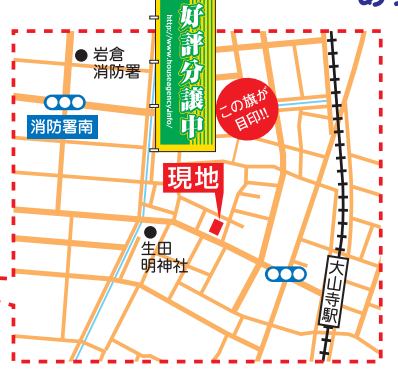 好評分譲中
http://www.houseagency.info/
この旗が
目印!!
岩倉
消防署
消防署南
現地
生田
明神社
大山寺駅